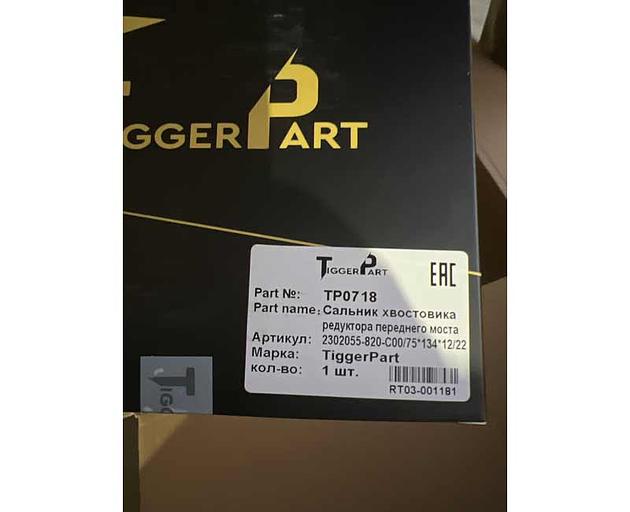 TIGGERPART
TIGGERPART
EAC
Part №: TP0718
Part name: Сальник хвостовика
редуктора переднего моста
Артикул: 2302055-820-C00/75*134*12/22
Марка: TiggerPart
кол-во: 1 шт.
RT03-001181